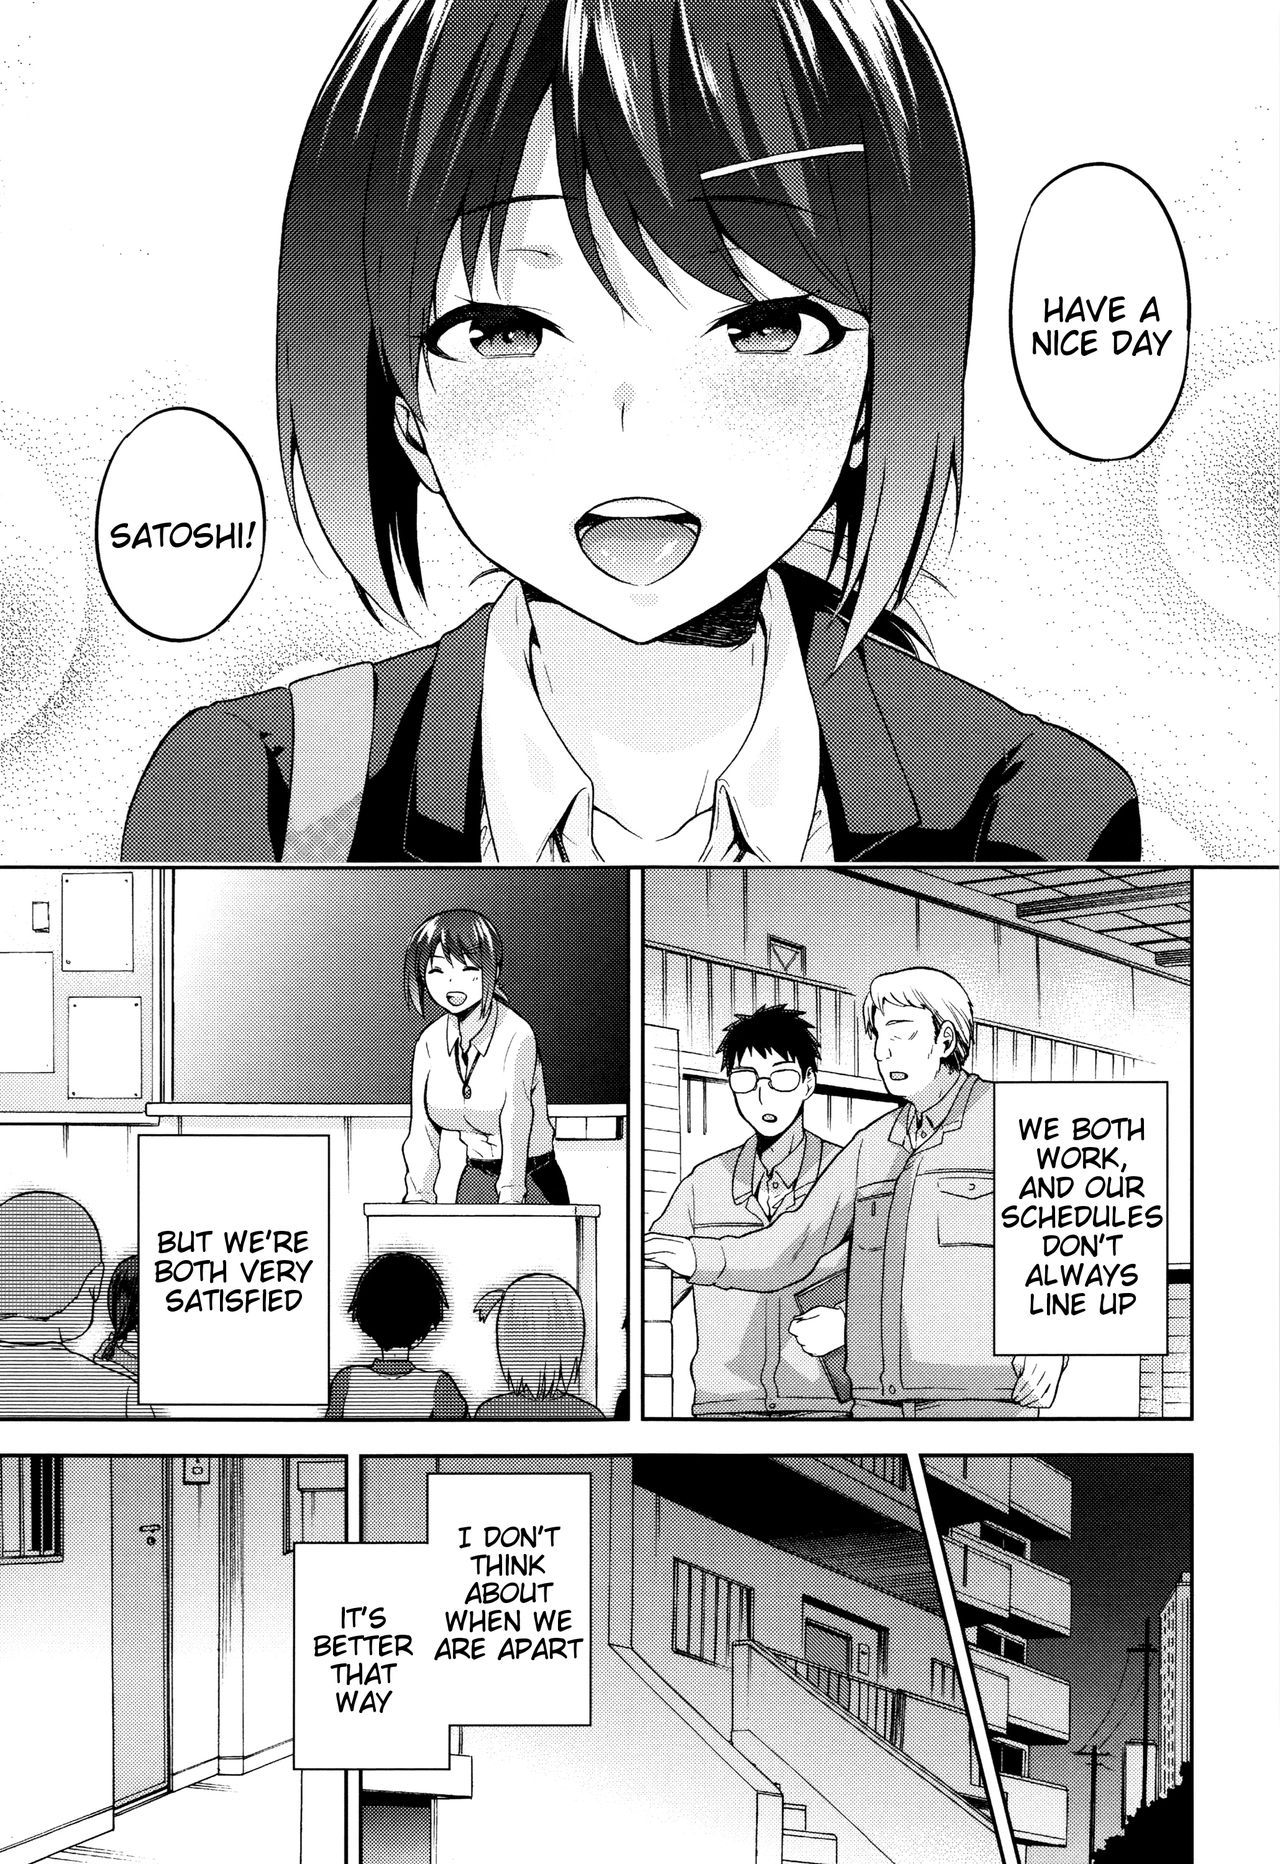 HAVE A
NICE DAY
SATOSHI!
WE BOTH
WORK,
AND OUR
SCHEDULES
DON'T
ALWAYS
LINE UP
BUT WE'RE
BOTH VERY
SATISFIED
I DON'T
THINK
ABOUT
WHEN WE
ARE APART
IT'S
BETTER
THAT
WAY